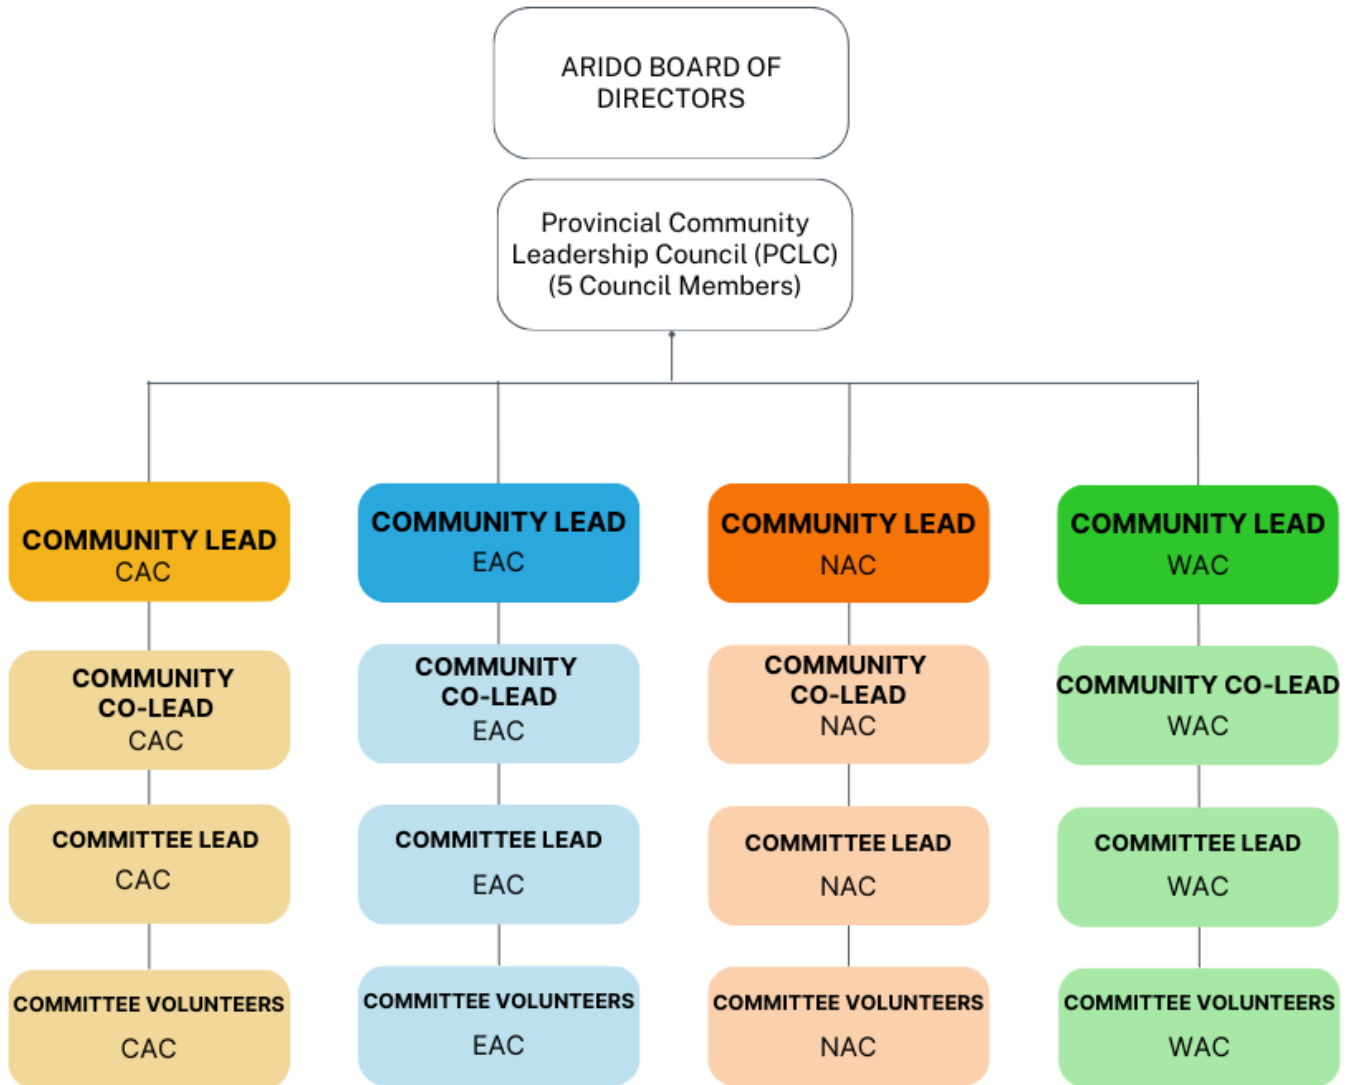 ARIDO BOARD OF
DIRECTORS
Provincial Community
Leadership Council (PCLC)
(5 Council Members)
COMMUNITY LEAD
CAC
COMMUNITY LEAD
EAC
COMMUNITY LEAD
NAC
COMMUNITY LEAD
WAC
COMMUNITY
CO-LEAD
CAC
COMMUNITY
CO-LEAD
EAC
COMMUNITY
CO-LEAD
NAC
COMMUNITY CO-LEAD
WAC
COMMITTEE LEAD
CAC
COMMITTEE LEAD
EAC
COMMITTEE LEAD
NAC
COMMITTEE LEAD
WAC
COMMITTEE VOLUNTEERS
CAC
COMMITTEE VOLUNTEERS
EAC
COMMITTEE VOLUNTEERS
NAC
COMMITTEE VOLUNTEERS
WAC